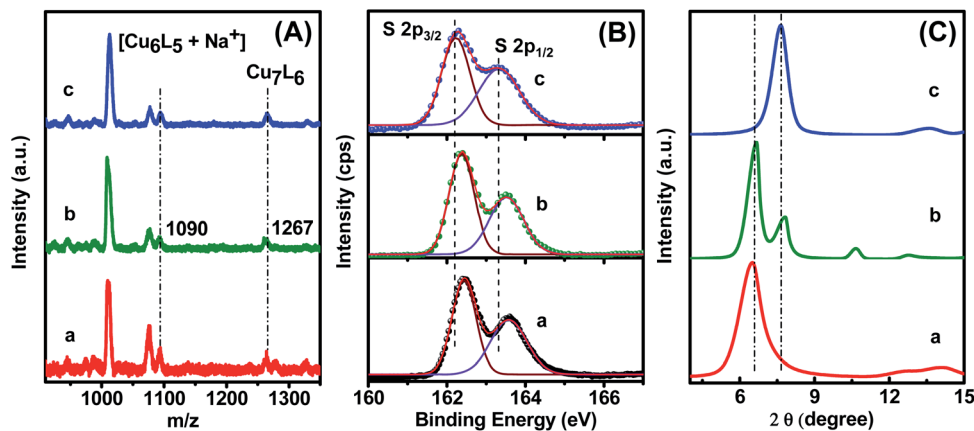 (A)
[Cu6L5 + Na+]
Cu7L6
c
b
1090
1267
a
Intensity (a.u.)
1000 1100 1200 1300
m/z
(B)
S 2p3/2
S 2p1/2
c
b
a
Intensity (cps)
160 162 164 166
Binding Energy (eV)
(C)
c
b
a
Intensity (a.u.)
6 9 12 15
2 θ (degree)